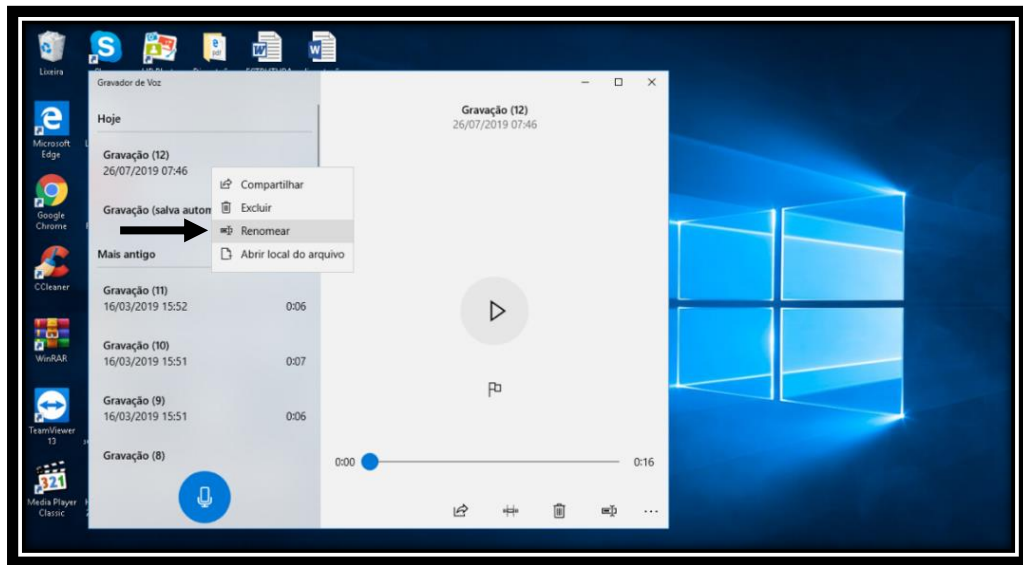 Lixeira
Microsoft
Edge
Google
Chrome
CCleaner
WinRAR
TeamViewer
13
Media Player
Classic
Gravador de Voz
Hoje
Gravação (12)
26/07/2019 07:46
Gravação (salva autom
Mais antigo
Gravação (11)
16/03/2019 15:52 0:06
Gravação (10)
16/03/2019 15:51 0:07
Gravação (9)
16/03/2019 15:51 0:06
Gravação (8)
Compartilhar
Excluir
Renomear
Abrir local do arquivo
Gravação (12)
26/07/2019 07:46
0:00 0:16